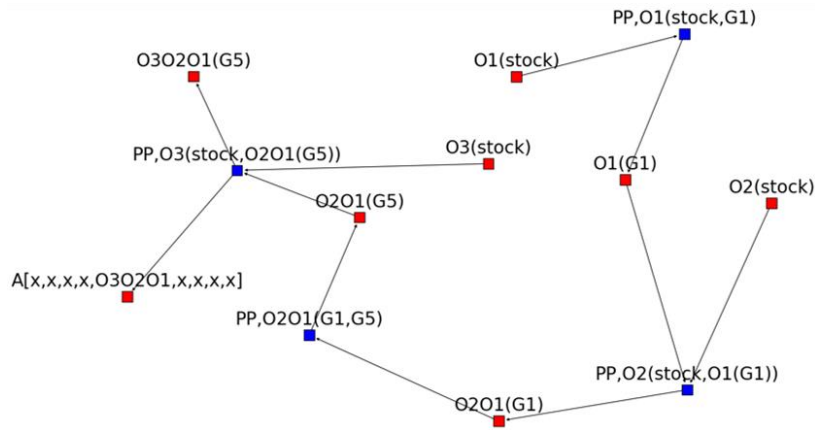 PP,O1(stock,G1)
O3O2O1(G5)
O1(stock)
O3(stock)
PP,O3(stock,O2O1(G5))
O1(G1)
O2(stock)
O2O1(G5)
A[x,x,x,x,O3O2O1,x,x,x,x]
PP,O2O1(G1,G5)
PP,O2(stock,O1(G1))
O2O1(G1)